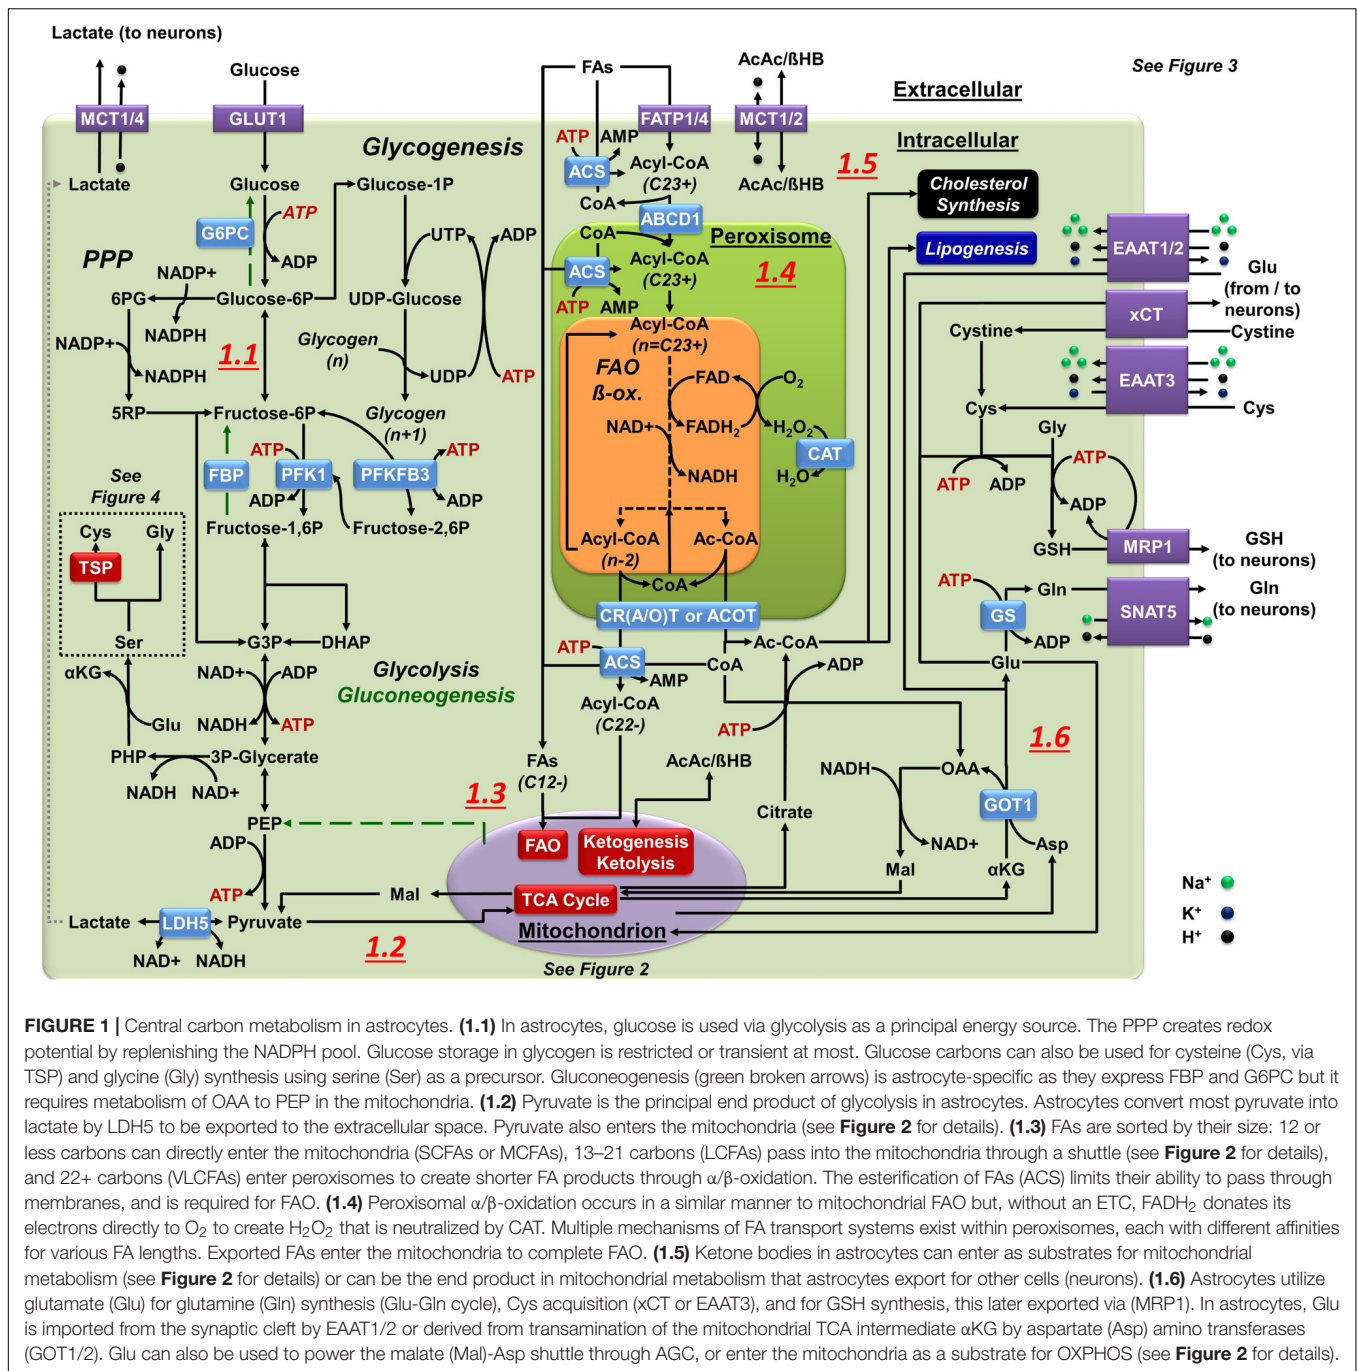 Lactate (to neurons)
Glucose
FAs
AcAc/ßHB
See Figure 3
Extracellular
MCT1/4
GLUT1
FATP1/4
MCT1/2
Intracellular
Glycogenesis
ATP
AMP
ACS
Acyl-CoA
(C23+)
AcAc/ßHB
1.5
Lactate
Glucose
Glucose-1P
CoA
Cholesterol
Synthesis
ATP
G6PC
ADP
UTP
ADP
ABCD1
CoA
Peroxisome
Lipogenesis
EAAT1/2
PPP
NADP+
ACS
Acyl-CoA
(C23+)
1.4
Glu
(from / to
neurons)
6PG
Glucose-6P
UDP-Glucose
ATP
AMP
xCT
NADPH
Cystine
Cystine
NADP+
NADPH
1.1
Glycogen
(n)
UDP
ATP
Acyl-CoA
(n=C23+)
FAO
ß-ox.
FAD
O2
EAAT3
5RP
Fructose-6P
Glycogen
(n+1)
NAD+
FADH2
H2O2
Cys
Cys
Gly
ATP
FBP
PFK1
PFKFB3
ATP
CAT
NADH
H2O
ATP
ADP
ATP
See
Figure 4
ADP
ADP
ADP
Cys
Gly
Fructose-1,6P
Fructose-2,6P
Acyl-CoA
(n-2)
Ac-CoA
GSH
MRP1
GSH
(to neurons)
TSP
CoA
ATP
Gln
Gln
(to neurons)
CR(A/O)T or ACOT
GS
SNAT5
Ser
G3P
DHAP
ATP
ACS
CoA
Ac-CoA
ADP
ADP
Glu
αKG
NAD+
ADP
Glycolysis
Gluconeogenesis
AMP
Acyl-CoA
(C22-)
Glu
NADH
ATP
ATP
1.6
PHP
3P-Glycerate
FAs
(C12-)
AcAc/ßHB
NADH
OAA
NADH
NAD+
1.3
Citrate
GOT1
PEP
ADP
FAO
Ketogenesis
Ketolysis
NAD+
Asp
Mal
αKG
ATP
Mal
TCA Cycle
Na+
Lactate
LDH5
Pyruvate
Mitochondrion
K+
NAD+
NADH
1.2
H+
See Figure 2
FIGURE 1 | Central carbon metabolism in astrocytes. (1.1) In astrocytes, glucose is used via glycolysis as a principal energy source. The PPP creates redox
potential by replenishing the NADPH pool. Glucose storage in glycogen is restricted or transient at most. Glucose carbons can also be used for cysteine (Cys, via
TSP) and glycine (Gly) synthesis using serine (Ser) as a precursor. Gluconeogenesis (green broken arrows) is astrocyte-specific as they express FBP and G6PC but it
requires metabolism of OAA to PEP in the mitochondria. (1.2) Pyruvate is the principal end product of glycolysis in astrocytes. Astrocytes convert most pyruvate into
lactate by LDH5 to be exported to the extracellular space. Pyruvate also enters the mitochondria (see Figure 2 for details). (1.3) FAs are sorted by their size: 12 or
less carbons can directly enter the mitochondria (SCFAs or MCFAs), 13–21 carbons (LCFAs) pass into the mitochondria through a shuttle (see Figure 2 for details),
and 22+ carbons (VLCFAs) enter peroxisomes to create shorter FA products through α/β-oxidation. The esterification of FAs (ACS) limits their ability to pass through
membranes, and is required for FAO. (1.4) Peroxisomal α/β-oxidation occurs in a similar manner to mitochondrial FAO but, without an ETC, FADH2 donates its
electrons directly to O2 to create H2O2 that is neutralized by CAT. Multiple mechanisms of FA transport systems exist within peroxisomes, each with different affinities
for various FA lengths. Exported FAs enter the mitochondria to complete FAO. (1.5) Ketone bodies in astrocytes can enter as substrates for mitochondrial
metabolism (see Figure 2 for details) or can be the end product in mitochondrial metabolism that astrocytes export for other cells (neurons). (1.6) Astrocytes utilize
glutamate (Glu) for glutamine (Gln) synthesis (Glu-Gln cycle), Cys acquisition (xCT or EAAT3), and for GSH synthesis, this later exported via (MRP1). In astrocytes, Glu
is imported from the synaptic cleft by EAAT1/2 or derived from transamination of the mitochondrial TCA intermediate αKG by aspartate (Asp) amino transferases
(GOT1/2). Glu can also be used to power the malate (Mal)-Asp shuttle through AGC, or enter the mitochondria as a substrate for OXPHOS (see Figure 2 for details).